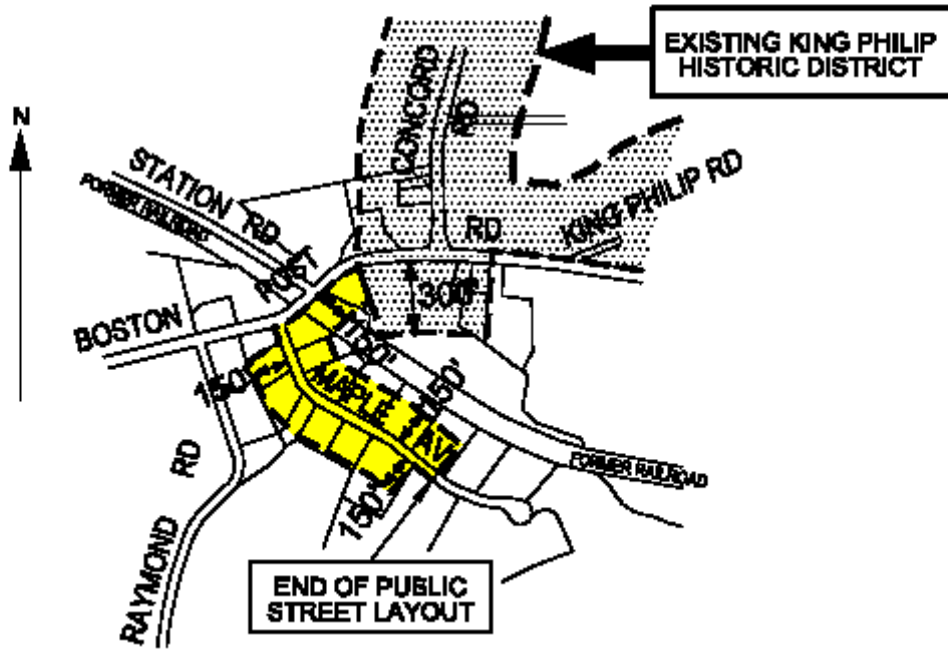 EXISTING KING PHILIP
HISTORIC DISTRICT
N
CONCORD
RD
STATION RD
FORMER RAILROAD
KING PHILIP RD
BOSTON
POST
RD
300'
150'
150'
150'
MAPLE AV
150'
FORMER RAILROAD
RAYMOND
RD
END OF PUBLIC
STREET LAYOUT